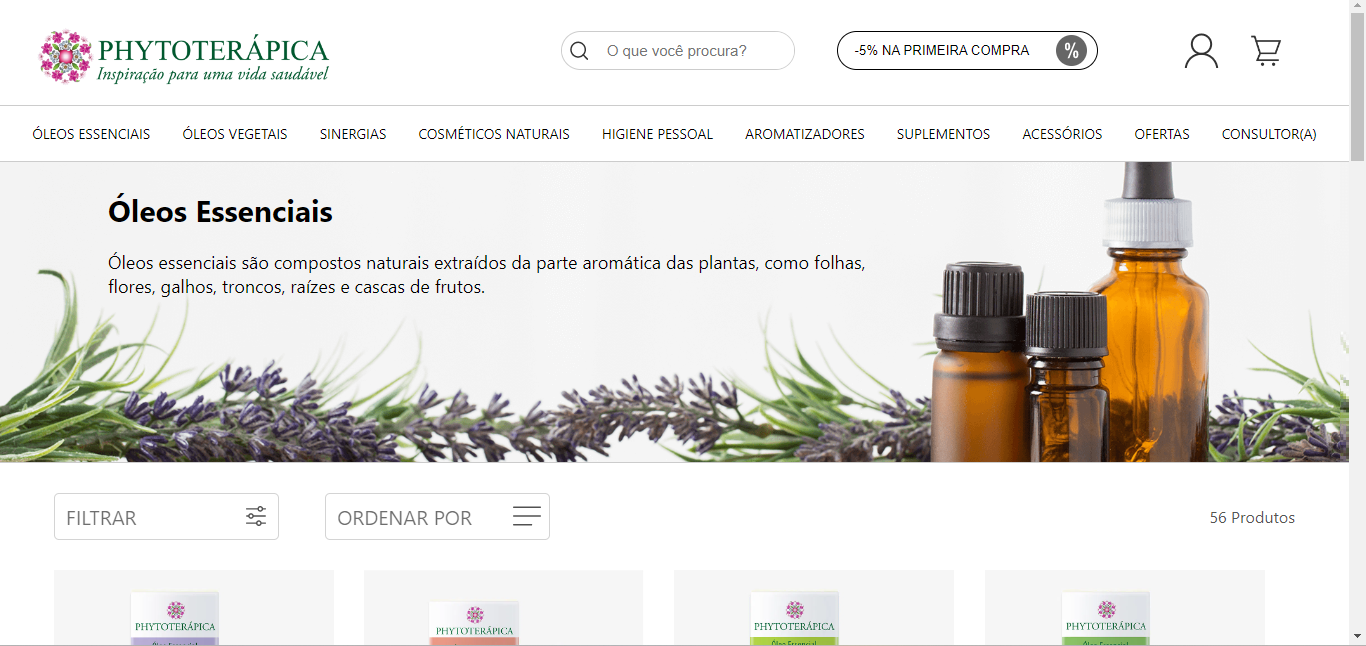 PHYTOTERÁPICA
Inspiração para uma vida saudável
O que você procura?
-5% NA PRIMEIRA COMPRA %
ÓLEOS ESSENCIAIS ÓLEOS VEGETAIS SINERGIAS COSMÉTICOS NATURAIS HIGIENE PESSOAL AROMATIZADORES SUPLEMENTOS ACESSÓRIOS OFERTAS CONSULTOR(A)
Óleos Essenciais
Óleos essenciais são compostos naturais extraídos da parte aromática das plantas, como folhas,
flores, galhos, troncos, raízes e cascas de frutos.
FILTRAR ORDENAR POR 56 Produtos
PHYTOTERÁPICA PHYTOTERÁPICA PHYTOTERÁPICA PHYTOTERÁPICA